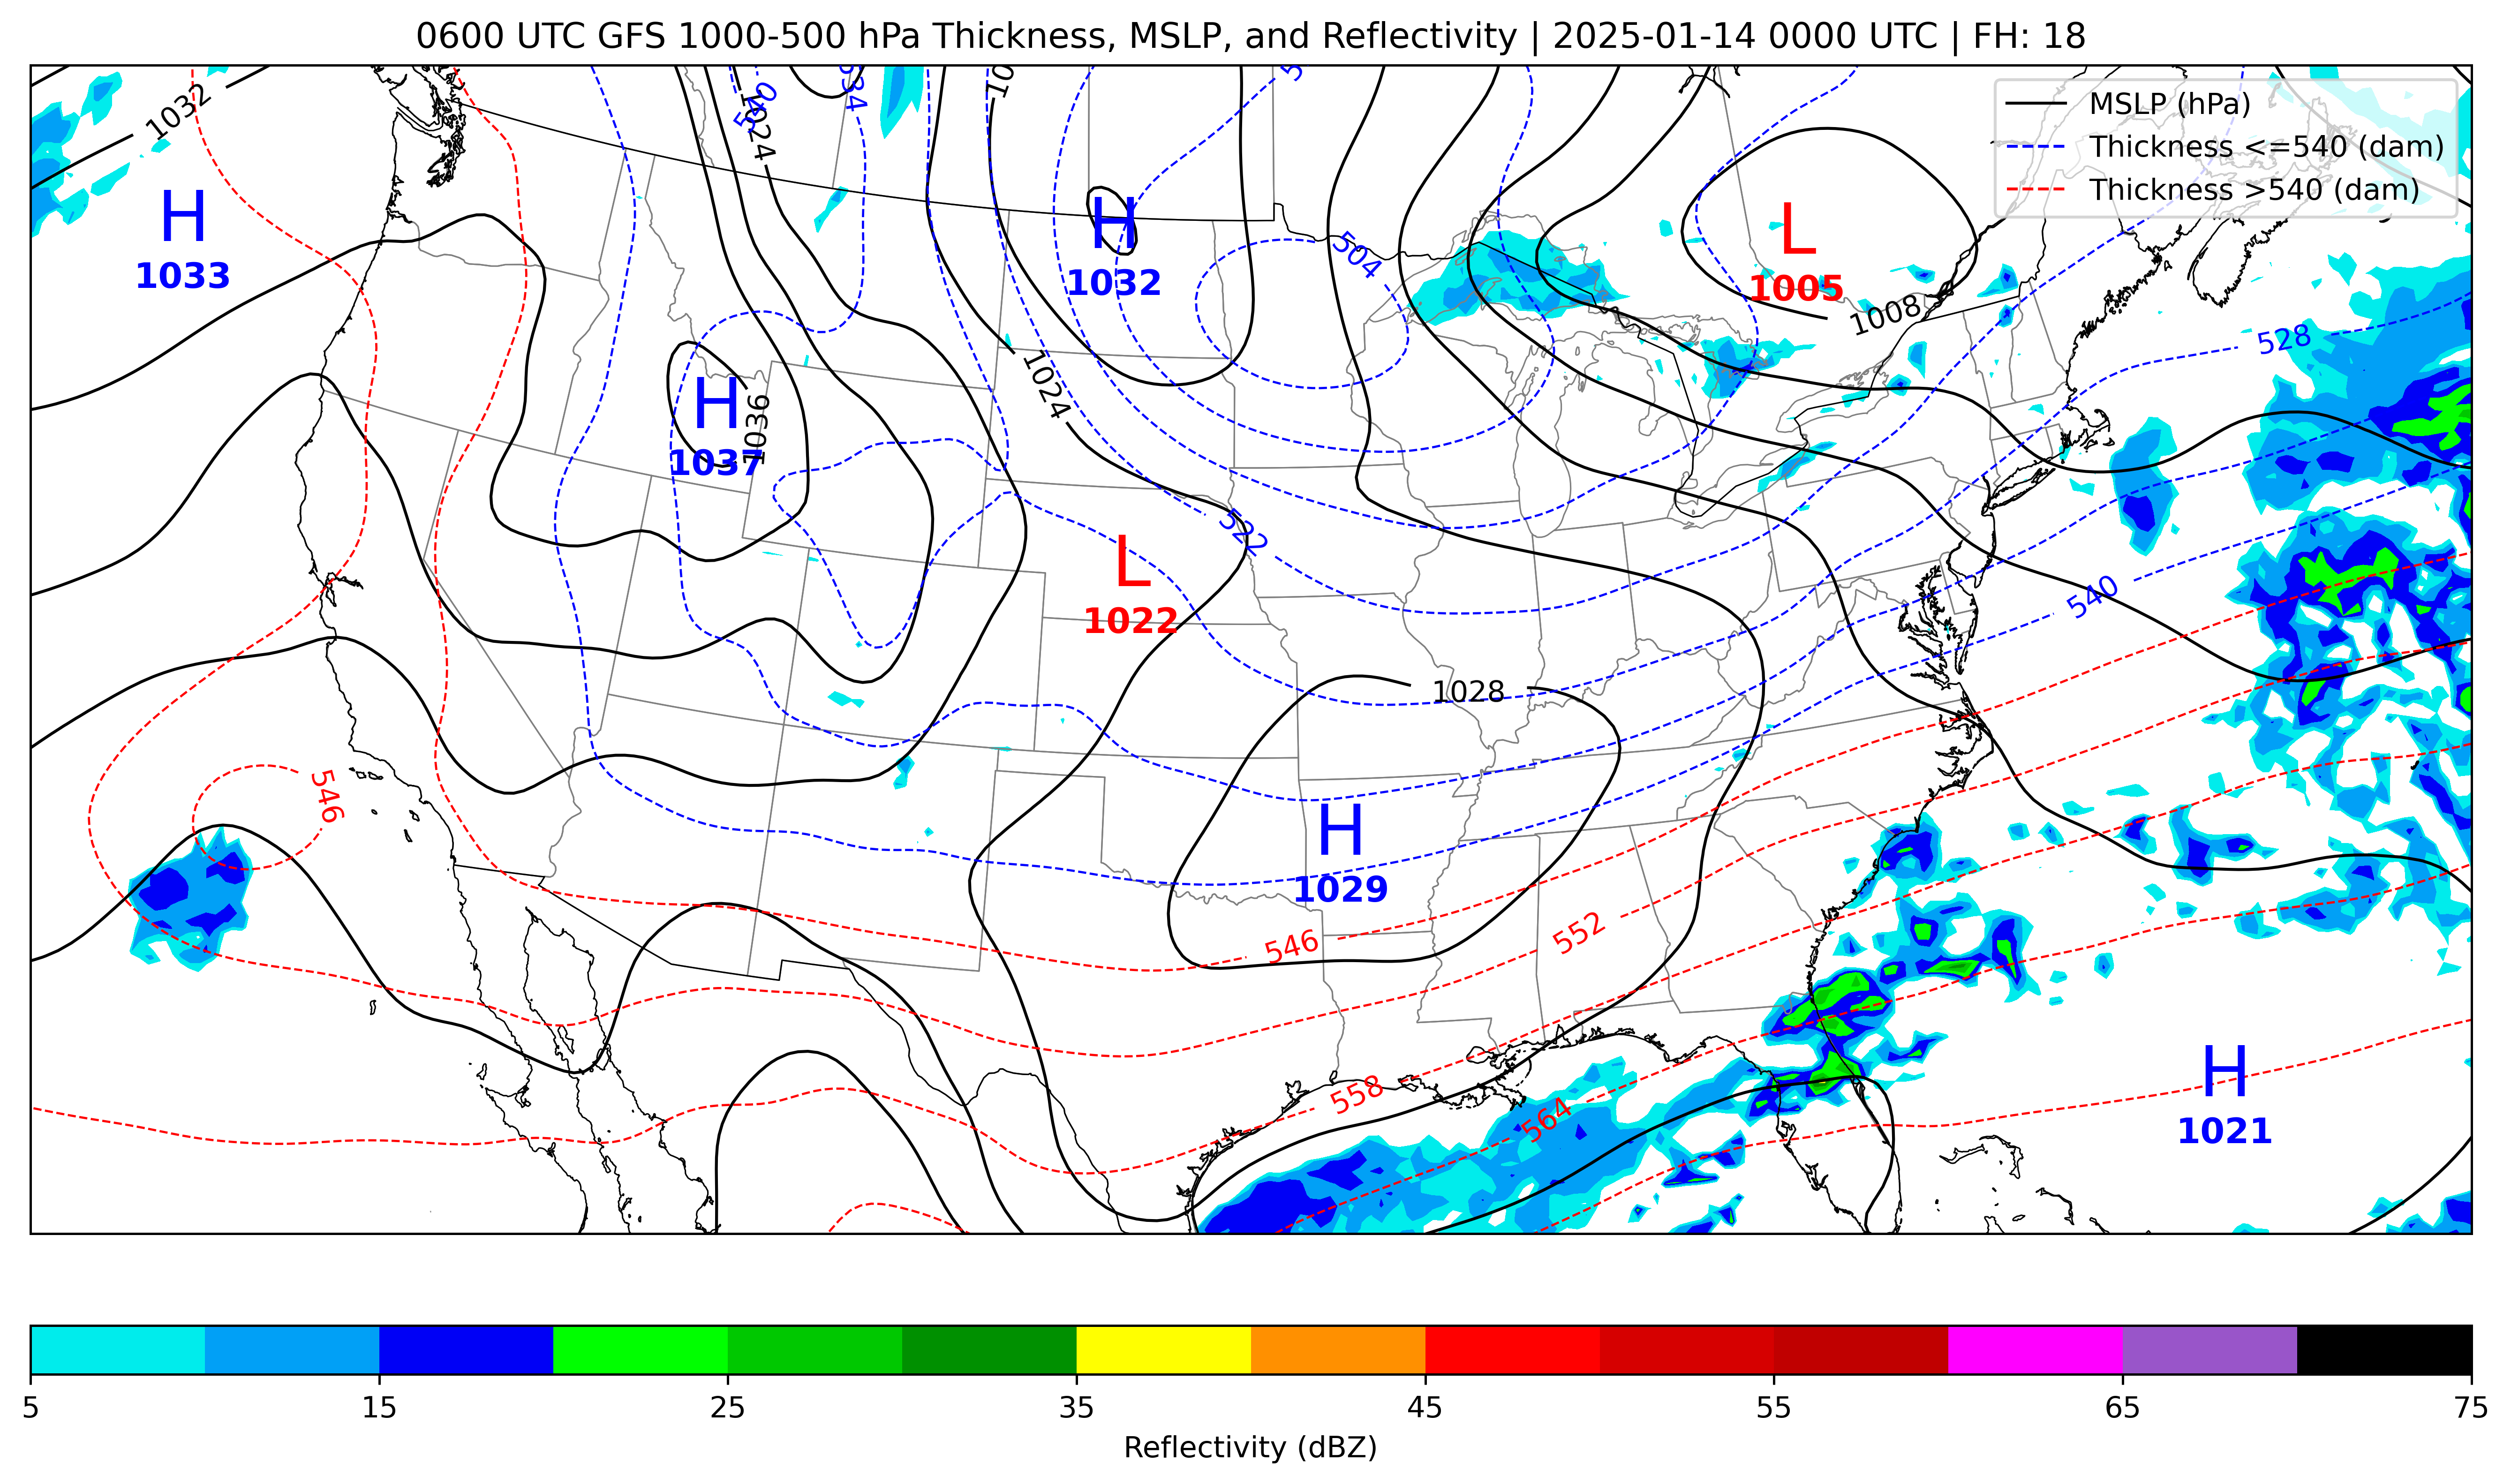 0600 UTC GFS 1000-500 hPa Thickness, MSLP, and Reflectivity | 2025-01-14 0000 UTC | FH: 18
MSLP (hPa)
Thickness <=540 (dam)
Thickness >540 (dam)
1032
540
1024
534
10
5
H
1033
H
1032
L
1005
504
1008
528
1024
H
1037
1036
522
L
1022
540
1028
546
H
1029
546
552
558
564
H
1021
5
15
25
35
45
55
65
75
Reflectivity (dBZ)